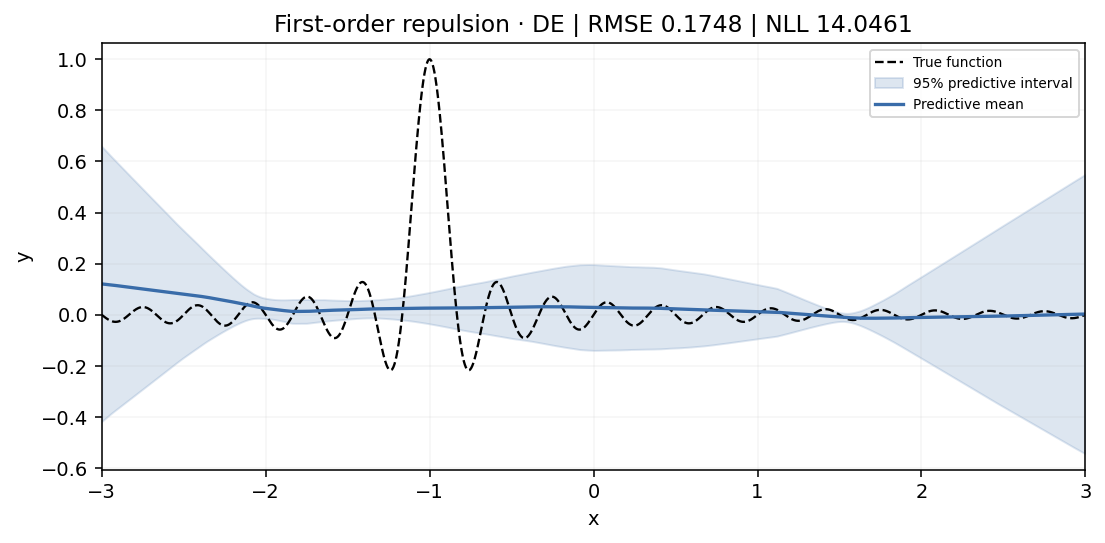 First-order repulsion · DE | RMSE 0.1748 | NLL 14.0461
True function
95% predictive interval
Predictive mean
1.0
0.8
0.6
0.4
0.2
0.0
−0.2
−0.4
−0.6
y
−3 −2 −1 0 1 2 3
x